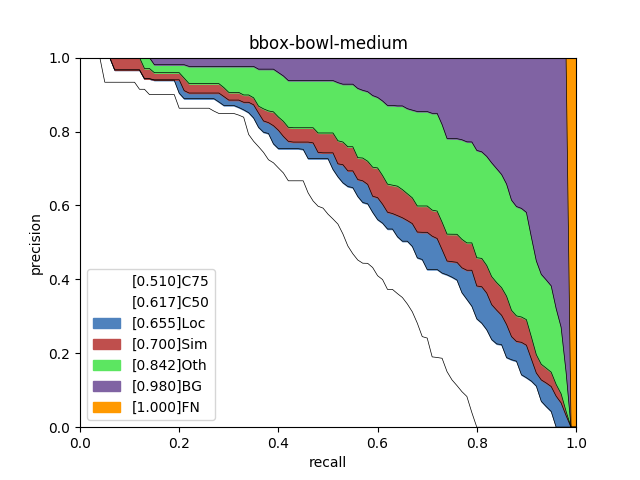 bbox-bowl-medium
1.0
0.8
0.6
0.4
0.2
0.0
precision
[0.510]C75
[0.617]C50
[0.655]Loc
[0.700]Sim
[0.842]Oth
[0.980]BG
[1.000]FN
0.0 0.2 0.4 0.6 0.8 1.0
recall